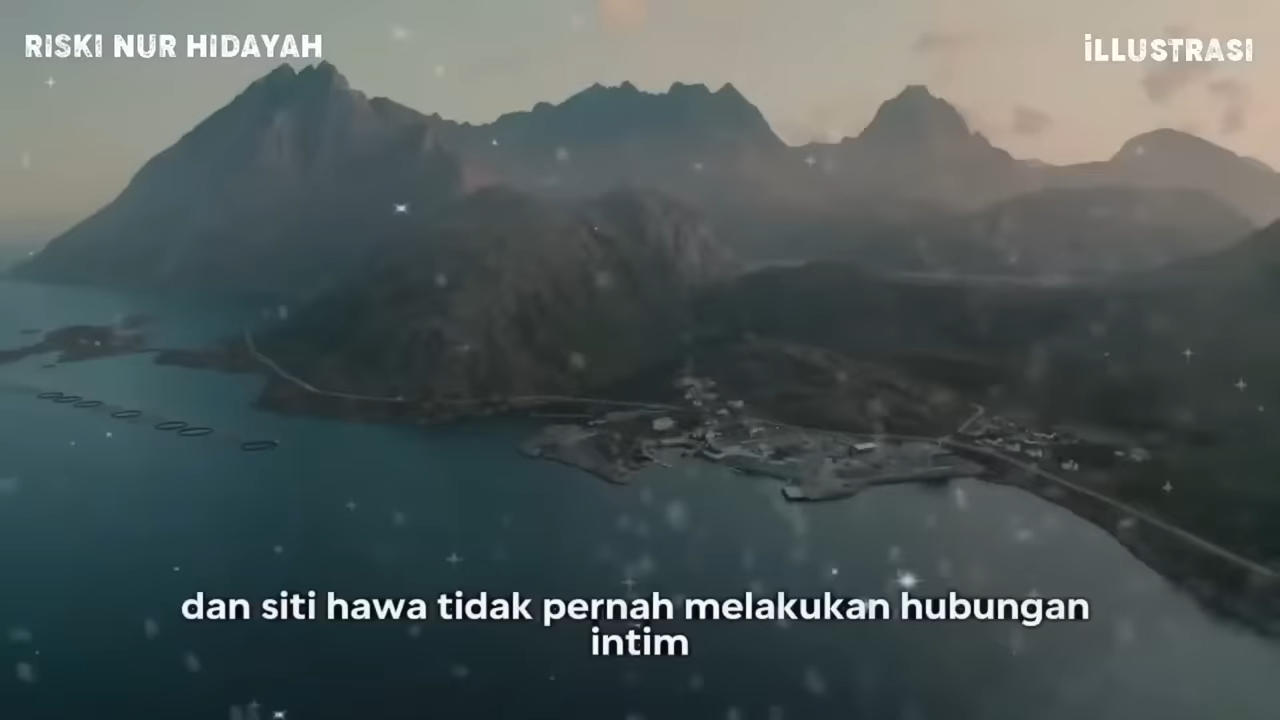 RISKI NUR HIDAYAH
ILLUSTRASI
dan siti hawa tidak pernah melakukan hubungan
intim